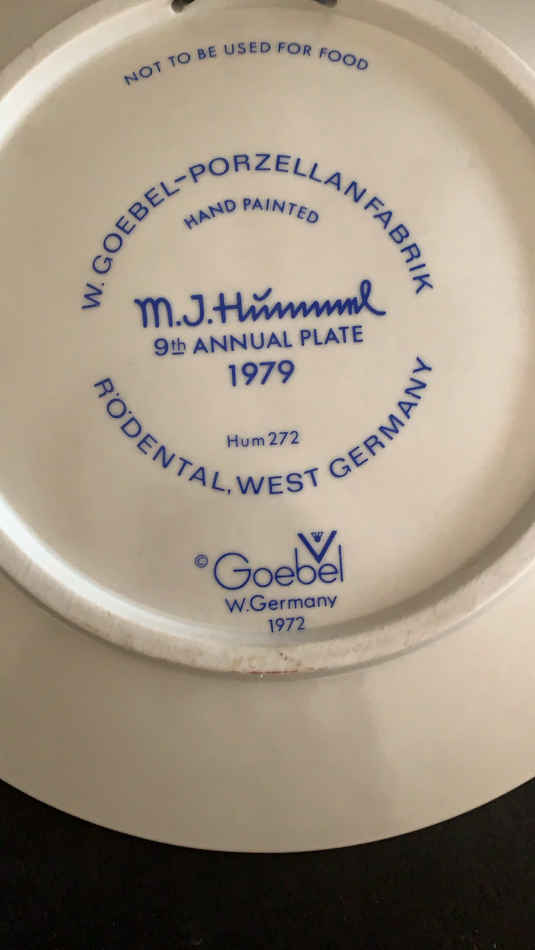 NOT TO BE USED FOR FOOD
W. GOEBEL-PORZELLANFABRIK
HAND PAINTED
M.J.Hummel
9th ANNUAL PLATE
1979
Hum 272
RÖDENTAL, WEST GERMANY
© Goebel
W.Germany
1972